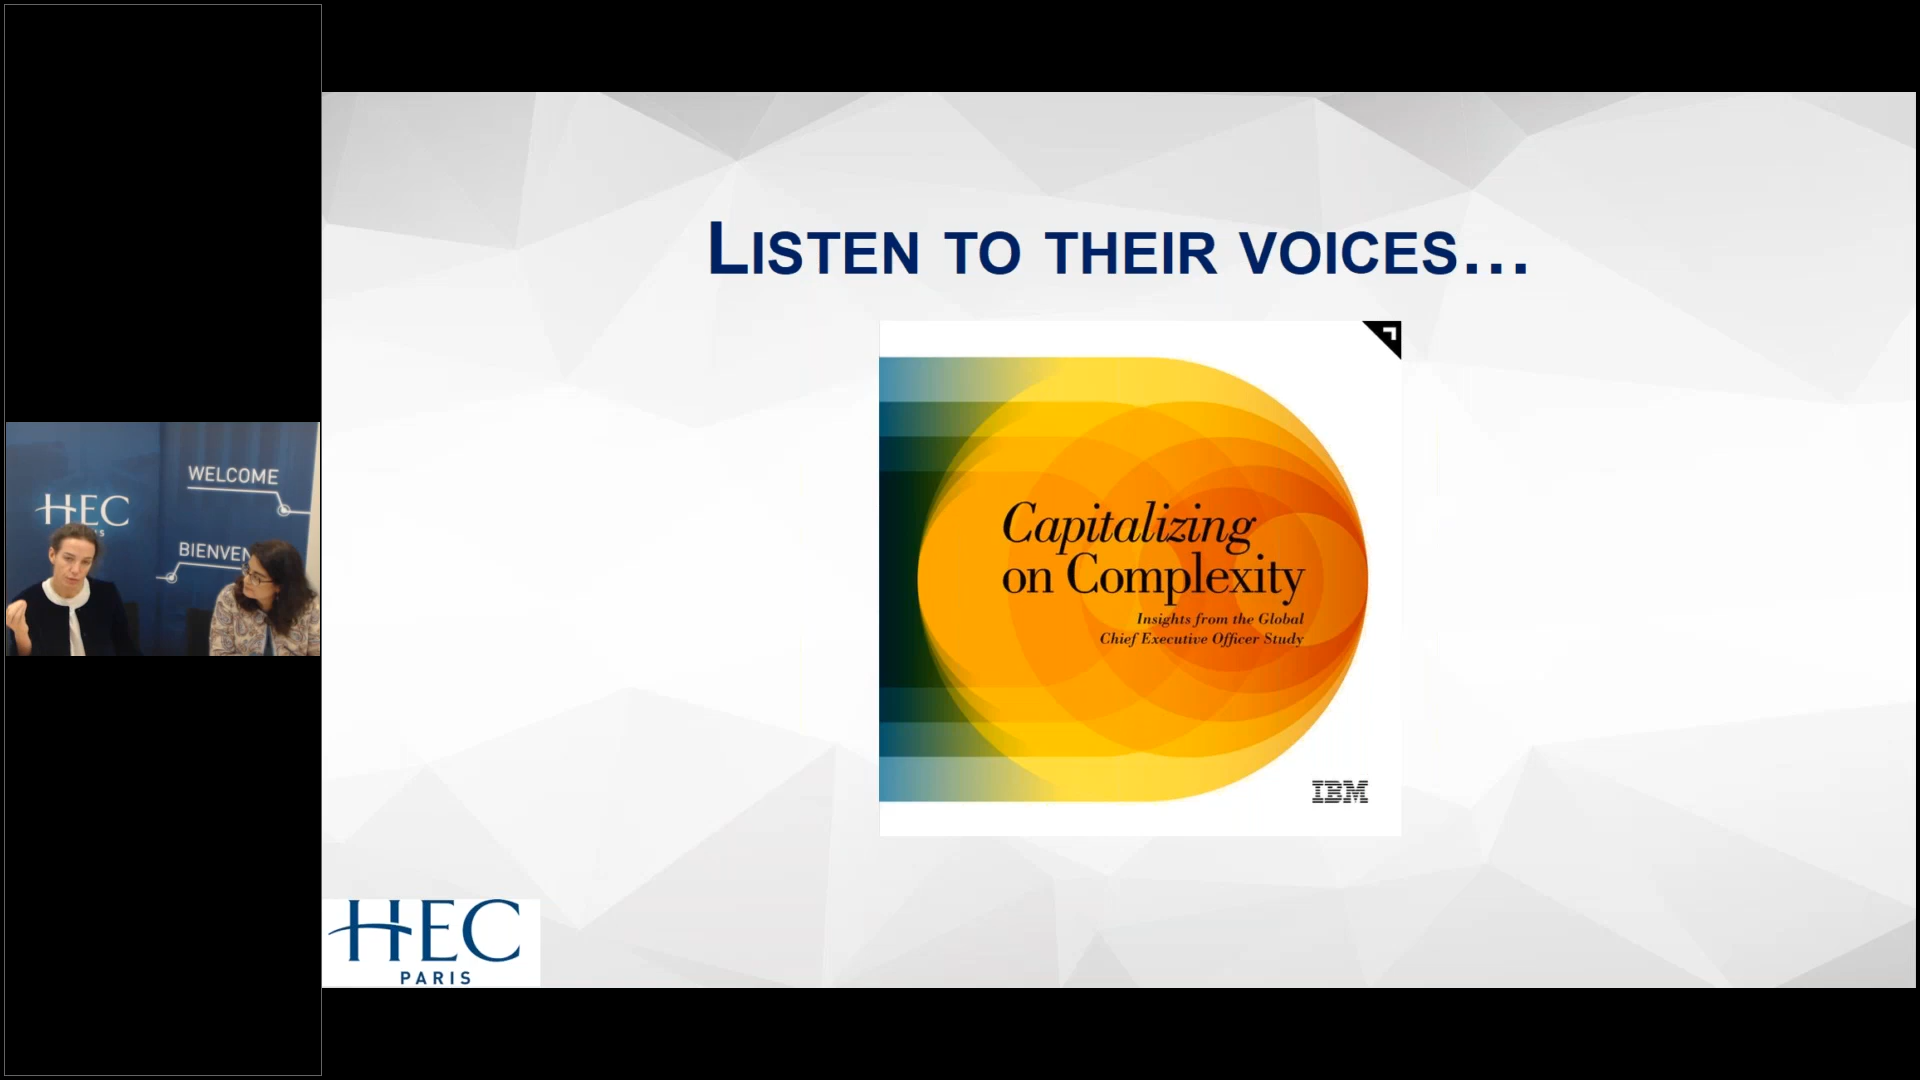 WELCOME
HEC
BIENVEN
LISTEN TO THEIR VOICES...
Capitalizing
on Complexity
Insights from the Global
Chief Executive Officer Study
IBM
HEC
PARIS